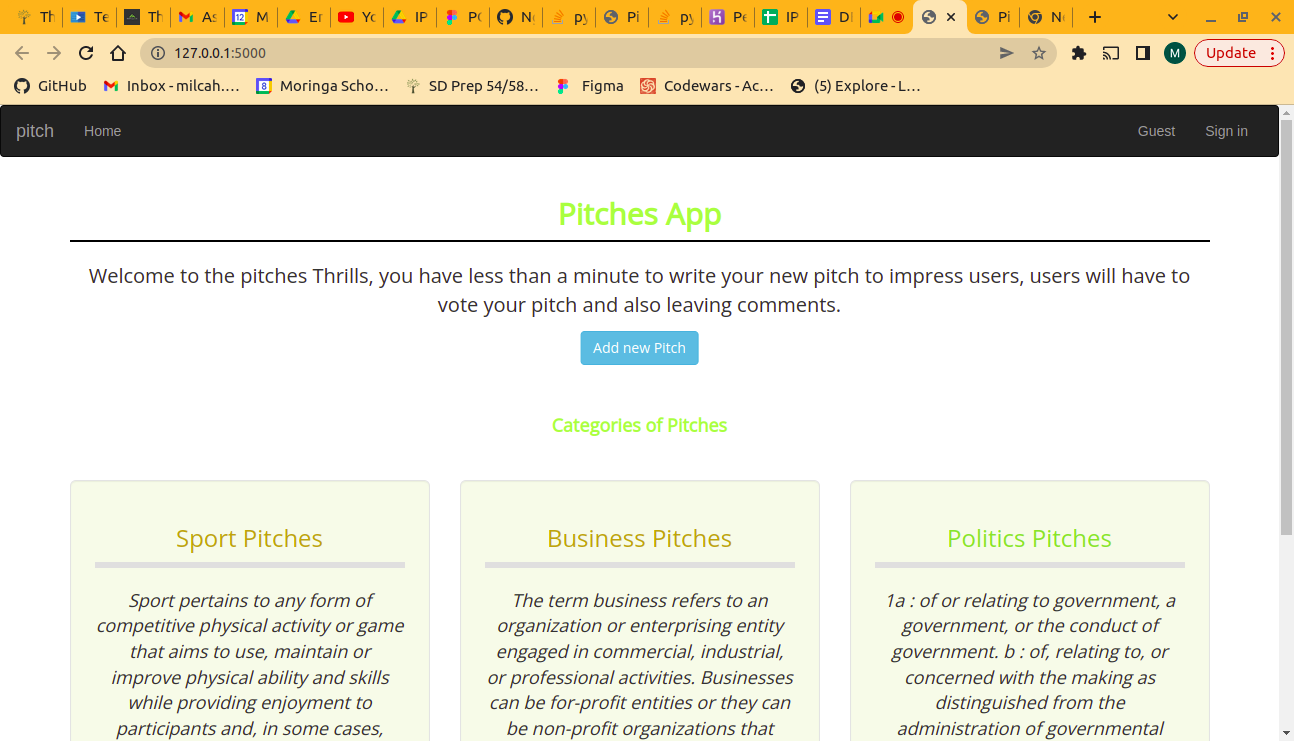 Th Te Th As M Er Yo IP PO N py Pi py Pe IP DI Pi N
127.0.0.1:5000 M Update
GitHub Inbox - milcah.... 8 Moringa Scho... SD Prep 54/58... Figma Codewars - Ac... (5) Explore - L...
pitch Home Guest Sign in
Pitches App
Welcome to the pitches Thrills, you have less than a minute to write your new pitch to impress users, users will have to
vote your pitch and also leaving comments.
Add new Pitch
Categories of Pitches
Sport Pitches
Sport pertains to any form of
competitive physical activity or game
that aims to use, maintain or
improve physical ability and skills
while providing enjoyment to
participants and, in some cases,
Business Pitches
The term business refers to an
organization or enterprising entity
engaged in commercial, industrial,
or professional activities. Businesses
can be for-profit entities or they can
be non-profit organizations that
Politics Pitches
1a : of or relating to government, a
government, or the conduct of
government. b : of, relating to, or
concerned with the making as
distinguished from the
administration of governmental